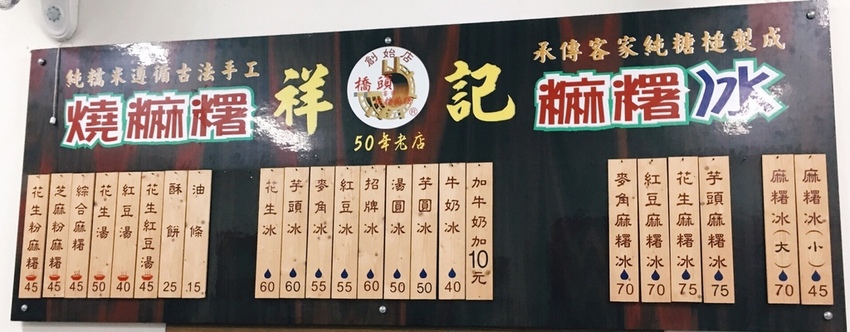 純糯米遵循古法手工
燒麻糬
祥
創始店
橋頭
記
50年老店
承傳客家純糖槌製成
麻糬冰
花生粉麻糬 45
芝麻粉麻糬 45
綜合麻糬 45
花生湯 50
紅豆湯 40
花生紅豆湯 45
酥餅 25
油條 15
花生冰 60
芋頭冰 60
麥角冰 55
紅豆冰 55
招牌冰 60
湯圓冰 50
芋圓冰 50
牛奶冰 40
加牛奶加10元
麥角麻糬冰 70
紅豆麻糬冰 70
花生麻糬冰 75
芋頭麻糬冰 75
麻糬冰(大) 70
麻糬冰(小) 45